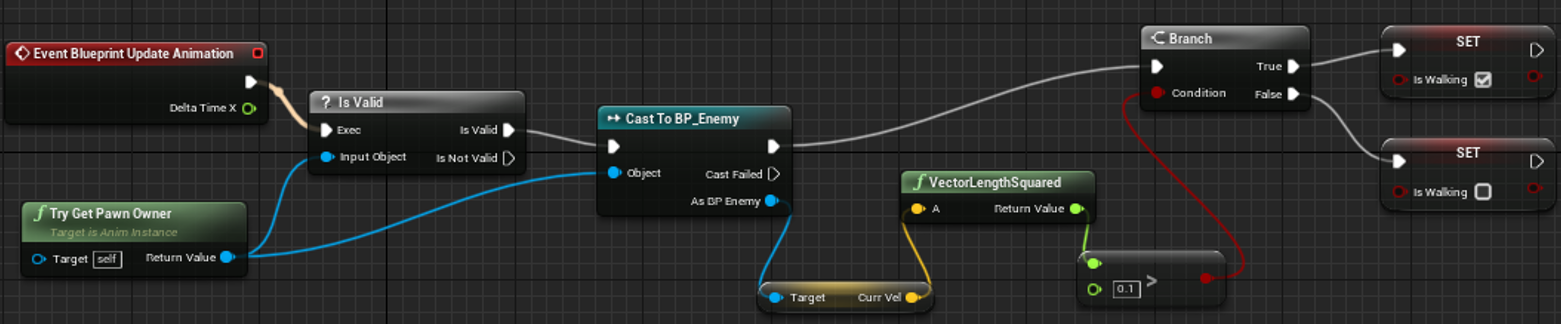 Event Blueprint Update Animation
Delta Time X
? Is Valid
Exec
Is Valid
Input Object
Is Not Valid
f Try Get Pawn Owner
Target is Anim Instance
Target self
Return Value
Cast To BP_Enemy
Object
Cast Failed
As BP Enemy
Target
Curr Vel
f VectorLengthSquared
A
Return Value
0.1 >
Branch
True
Condition
False
SET
Is Walking
SET
Is Walking